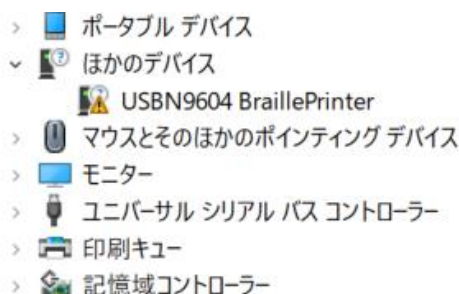 ポータブル デバイス
ほかのデバイス
USBN9604 BraillePrinter
マウスとそのほかのポインティング デバイス
モニター
ユニバーサル シリアル バス コントローラー
印刷キュー
記憶域コントローラー